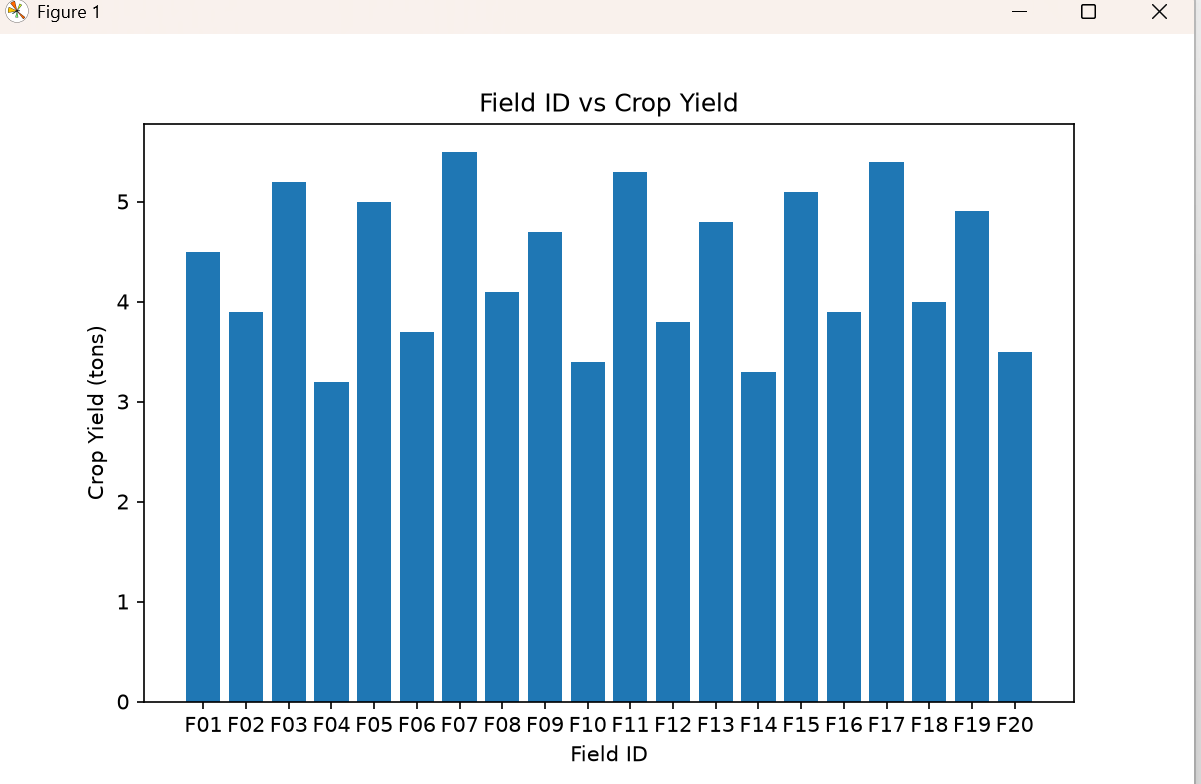 Figure 1
Field ID vs Crop Yield
5
4
3
2
1
0
Crop Yield (tons)
F01 F02 F03 F04 F05 F06 F07 F08 F09 F10 F11 F12 F13 F14 F15 F16 F17 F18 F19 F20
Field ID